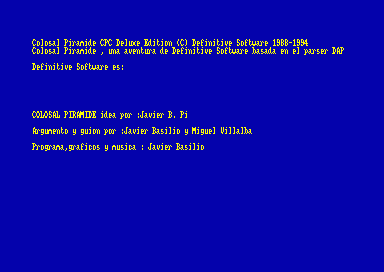 Colosal Piramide CPC Deluxe Edition (C) Definitive Software 1988-1994
Colosal Piramide , una aventura de Definitive Software basada en el parser DAP
Definitive Software es:
COLOSAL PIRAMIDE idea por :Javier B. Pi
Argumento y guion por :Javier Basilio y Miguel Villalba
Programa,graficos y musica : Javier Basilio